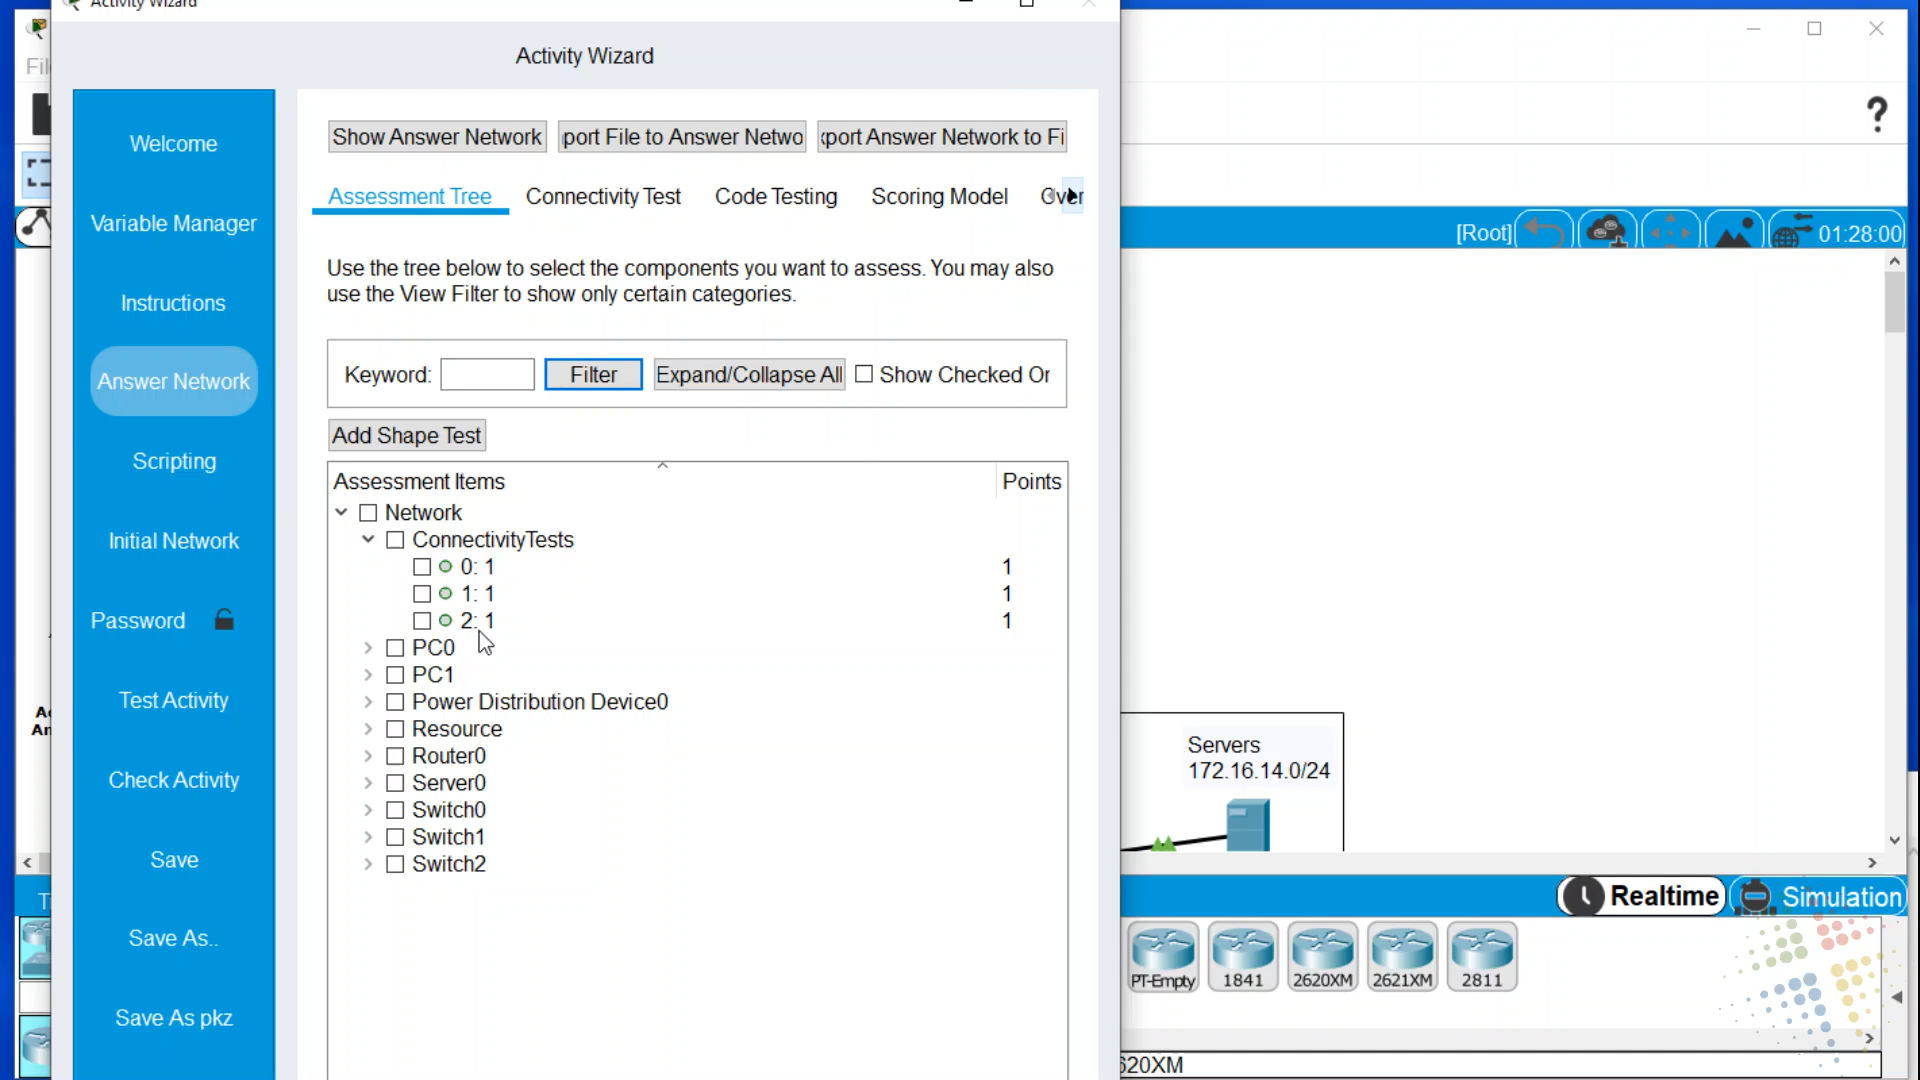 Activity Wizard
Activity Wizard
Fil
Welcome
Variable Manager
Instructions
Answer Network
Scripting
Initial Network
Password
Test Activity
Check Activity
Save
Save As..
Save As pkz
Show Answer Network
port File to Answer Netwo
xport Answer Network to Fi
Assessment Tree
Connectivity Test
Code Testing
Scoring Model
Over
Use the tree below to select the components you want to assess. You may also
use the View Filter to show only certain categories.
Keyword:
Filter
Expand/Collapse All
Show Checked Or
Add Shape Test
Assessment Items
Points
Network
ConnectivityTests
0: 1
1
1: 1
1
2: 1
1
PC0
PC1
Power Distribution Device0
Resource
Router0
Server0
Switch0
Switch1
Switch2
[Root]
01:28:00
Servers
172.16.14.0/24
Realtime
Simulation
PT-Empty
1841
2620XM
2621XM
2811
620XM